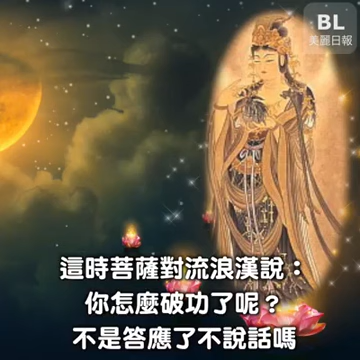 BL
美麗日報
這時菩薩對流浪漢說：
你怎麼破功了呢？
不是答應了不說話嗎